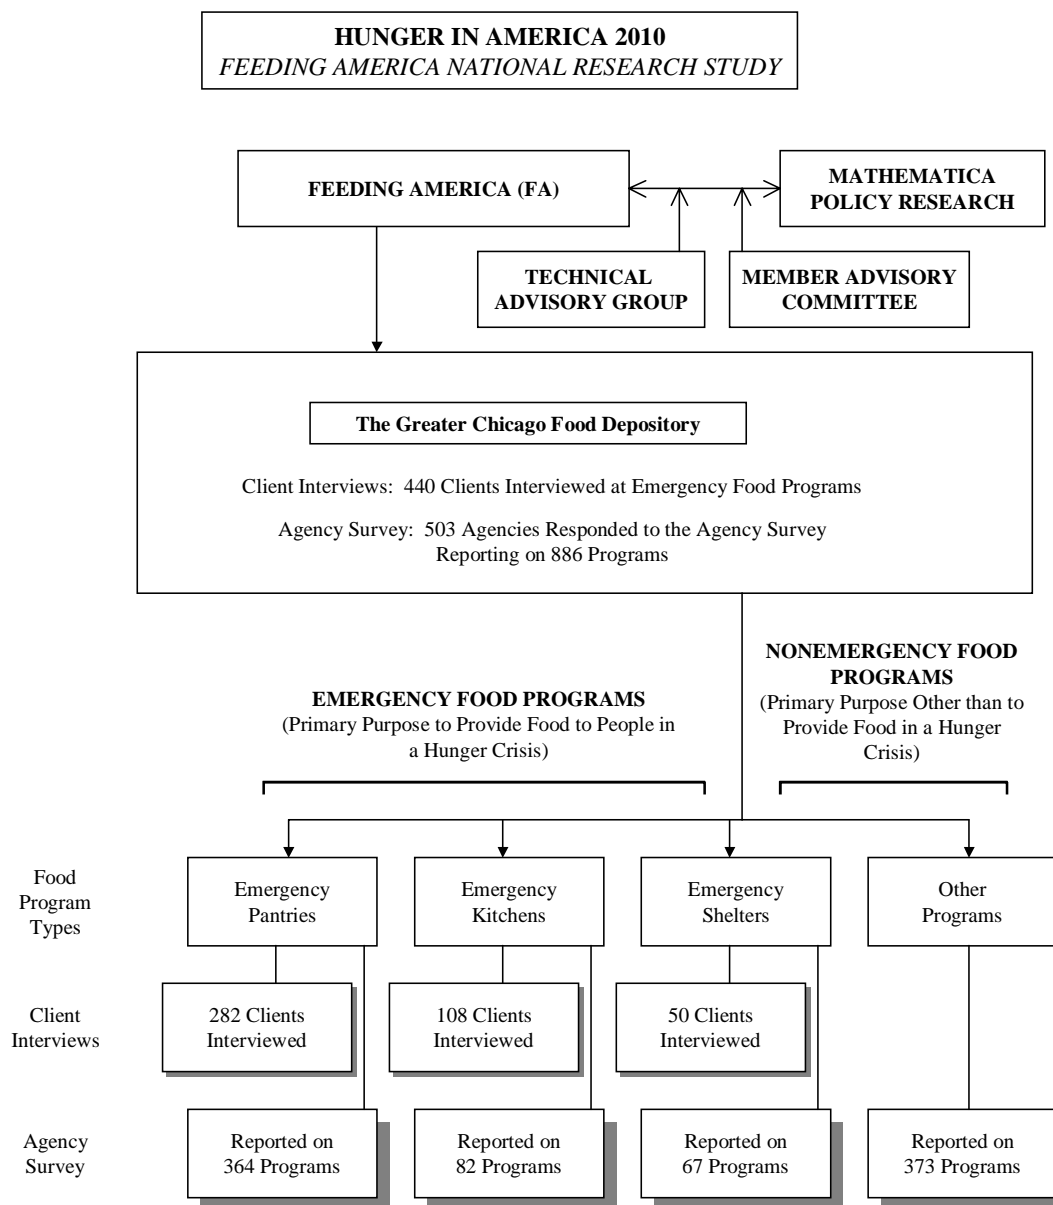 HUNGER IN AMERICA 2010
FEEDING AMERICA NATIONAL RESEARCH STUDY
FEEDING AMERICA (FA)
MATHEMATICA
POLICY RESEARCH
TECHNICAL
ADVISORY GROUP
MEMBER ADVISORY
COMMITTEE
The Greater Chicago Food Depository
Client Interviews: 440 Clients Interviewed at Emergency Food Programs
Agency Survey: 503 Agencies Responded to the Agency Survey
Reporting on 886 Programs
EMERGENCY FOOD PROGRAMS
(Primary Purpose to Provide Food to People in
a Hunger Crisis)
NONEMERGENCY FOOD
PROGRAMS
(Primary Purpose Other than to
Provide Food in a Hunger
Crisis)
Food
Program
Types
Emergency
Pantries
Emergency
Kitchens
Emergency
Shelters
Other
Programs
Client
Interviews
282 Clients
Interviewed
108 Clients
Interviewed
50 Clients
Interviewed
Agency
Survey
Reported on
364 Programs
Reported on
82 Programs
Reported on
67 Programs
Reported on
373 Programs